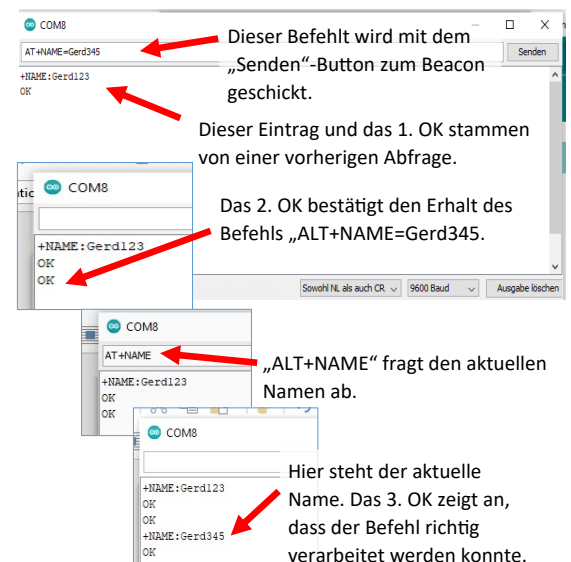 COM8
Dieser Befehlt wird mit dem
AT+NAME=Gerd345
Senden
„Senden“-Button zum Beacon
geschickt.
+NAME:Gerd123
OK
Dieser Eintrag und das 1. OK stammen
von einer vorherigen Abfrage.
COM8
Das 2. OK bestätigt den Erhalt des
Befehls „ALT+NAME=Gerd345.
+NAME:Gerd123
OK
OK
Sowohl NL als auch CR
9600 Baud
Ausgabe löschen
COM8
AT+NAME
„ALT+NAME“ fragt den aktuellen
Namen ab.
+NAME:Gerd123
OK
OK
COM8
Hier steht der aktuelle
Name. Das 3. OK zeigt an,
dass der Befehl richtig
verarbeitet werden konnte.
+NAME:Gerd123
OK
OK
+NAME:Gerd345
OK